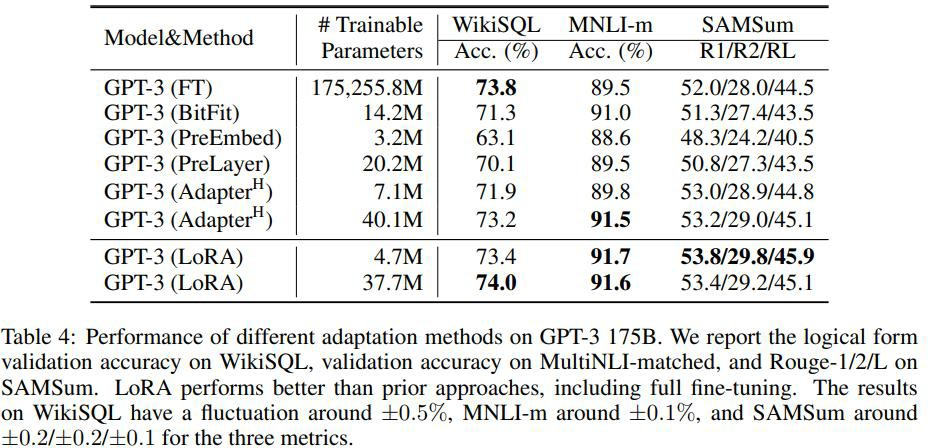 Model&Method # Trainable Parameters WikiSQL MNLI-m SAMSum
Acc. (%) Acc. (%) R1/R2/RL
GPT-3 (FT) 175,255.8M 73.8 89.5 52.0/28.0/44.5
GPT-3 (BitFit) 14.2M 71.3 91.0 51.3/27.4/43.5
GPT-3 (PreEmbed) 3.2M 63.1 88.6 48.3/24.2/40.5
GPT-3 (PreLayer) 20.2M 70.1 89.5 50.8/27.3/43.5
GPT-3 (AdapterH) 7.1M 71.9 89.8 53.0/28.9/44.8
GPT-3 (AdapterH) 40.1M 73.2 91.5 53.2/29.0/45.1
GPT-3 (LoRA) 4.7M 73.4 91.7 53.8/29.8/45.9
GPT-3 (LoRA) 37.7M 74.0 91.6 53.4/29.2/45.1
Table 4: Performance of different adaptation methods on GPT-3 175B. We report the logical form
validation accuracy on WikiSQL, validation accuracy on MultiNLI-matched, and Rouge-1/2/L on
SAMSum. LoRA performs better than prior approaches, including full fine-tuning. The results
on WikiSQL have a fluctuation around ±0.5%, MNLI-m around ±0.1%, and SAMSum around
±0.2/±0.2/±0.1 for the three metrics.